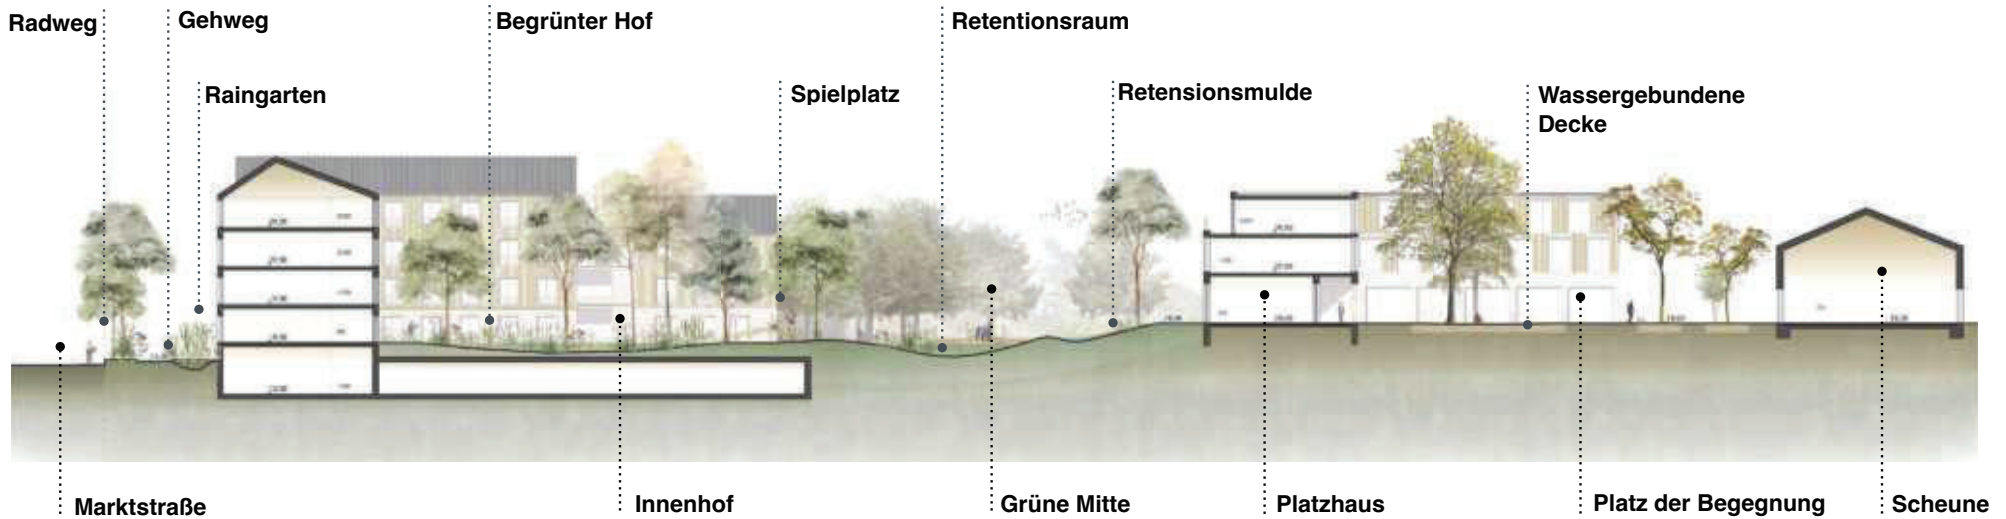 Radweg
Gehweg
Begrünter Hof
Retentionsraum
Raingarten
Spielplatz
Retensionsmulde
Wassergebundene
Decke
Marktstraße
Innenhof
Grüne Mitte
Platzhaus
Platz der Begegnung
Scheune